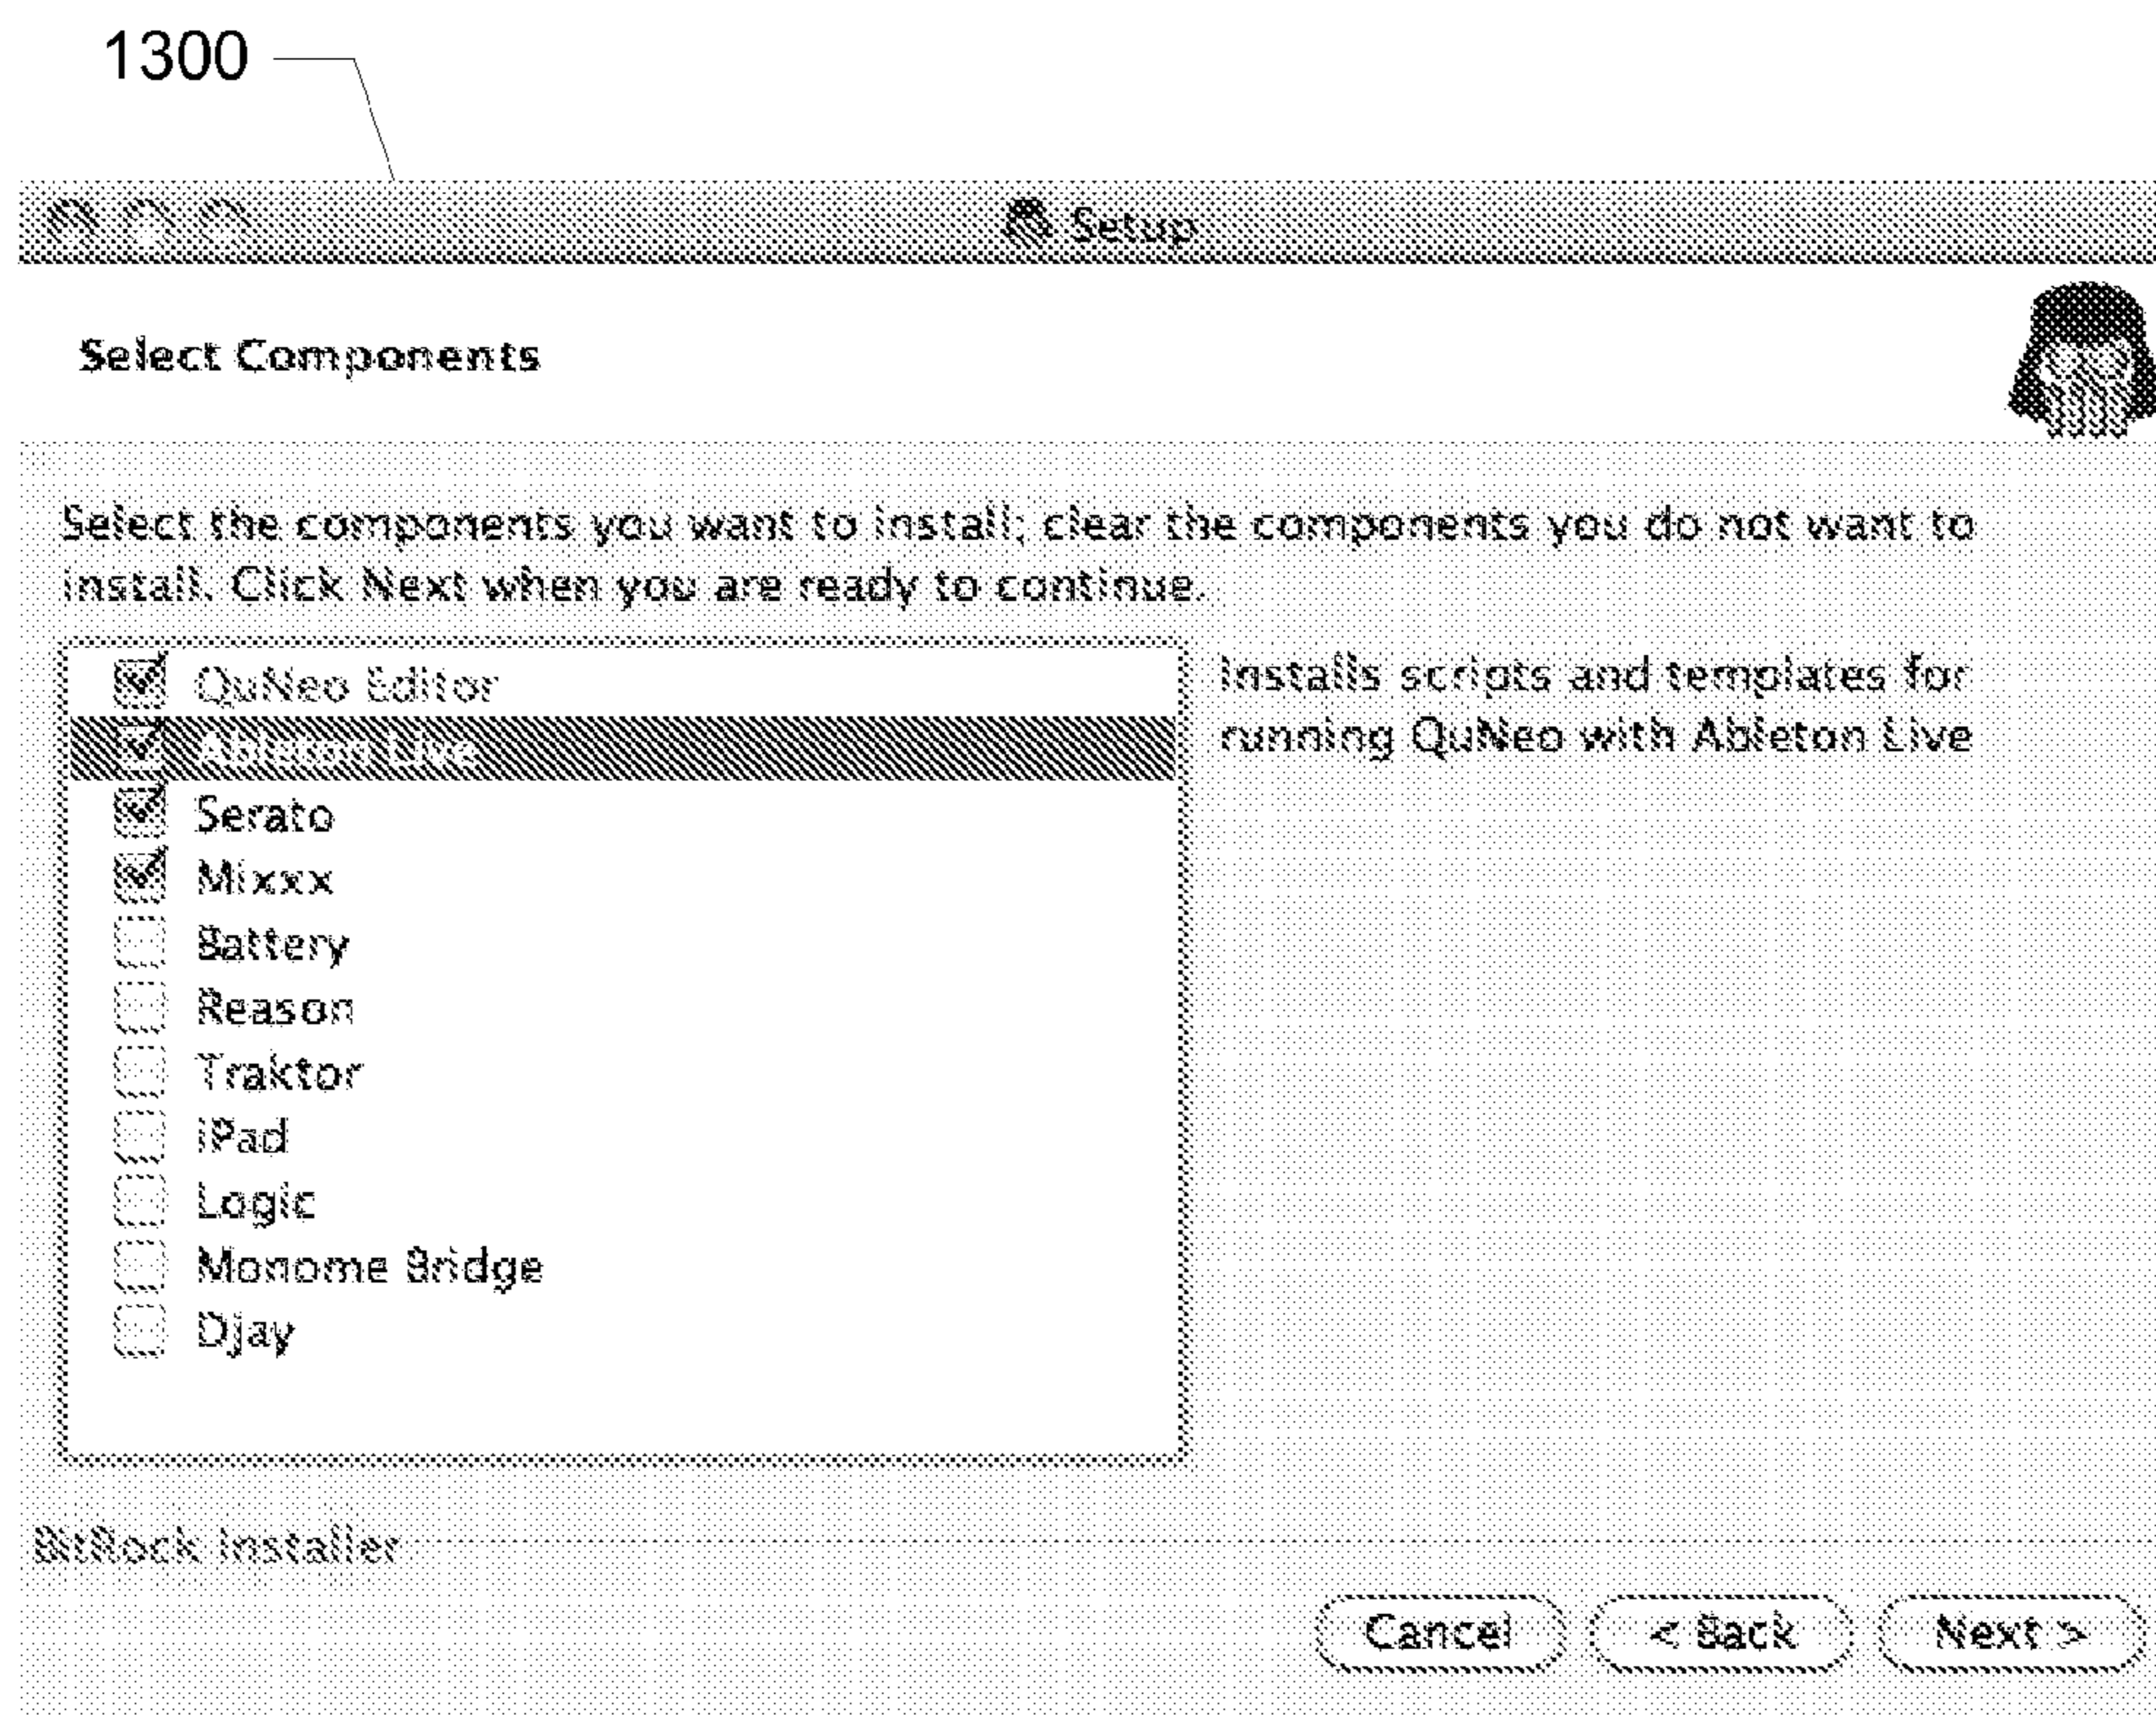 1300
Setup
Select Components
Select the components you want to install; clear the components you do not want to
install. Click Next when you are ready to continue.
QuNeo Editor
Ableton Live
Serato
Mixxx
Battery
Reason
Traktor
iPad
Logic
Monome Bridge
Djay
Installs scripts and templates for
running QuNeo with Ableton Live
BitRock Installer
Cancel
< Back
Next >